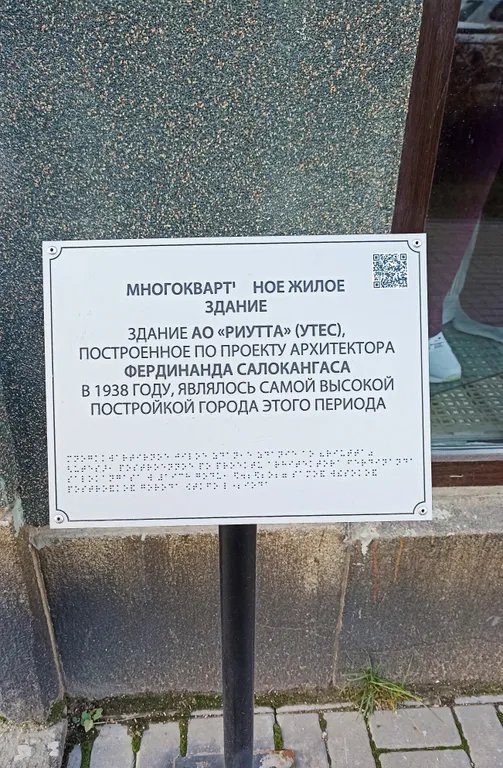 МНОГОКВАРТ НОЕ ЖИЛОЕ
ЗДАНИЕ
ЗДАНИЕ АО «РИУТТА» (УТЕС),
ПОСТРОЕННОЕ ПО ПРОЕКТУ АРХИТЕКТОРА
ФЕРДИНАНДА САЛОКАНГАСА
В 1938 ГОДУ, ЯВЛЯЛОСЬ САМОЙ ВЫСОКОЙ
ПОСТРОЙКОЙ ГОРОДА ЭТОГО ПЕРИОДА